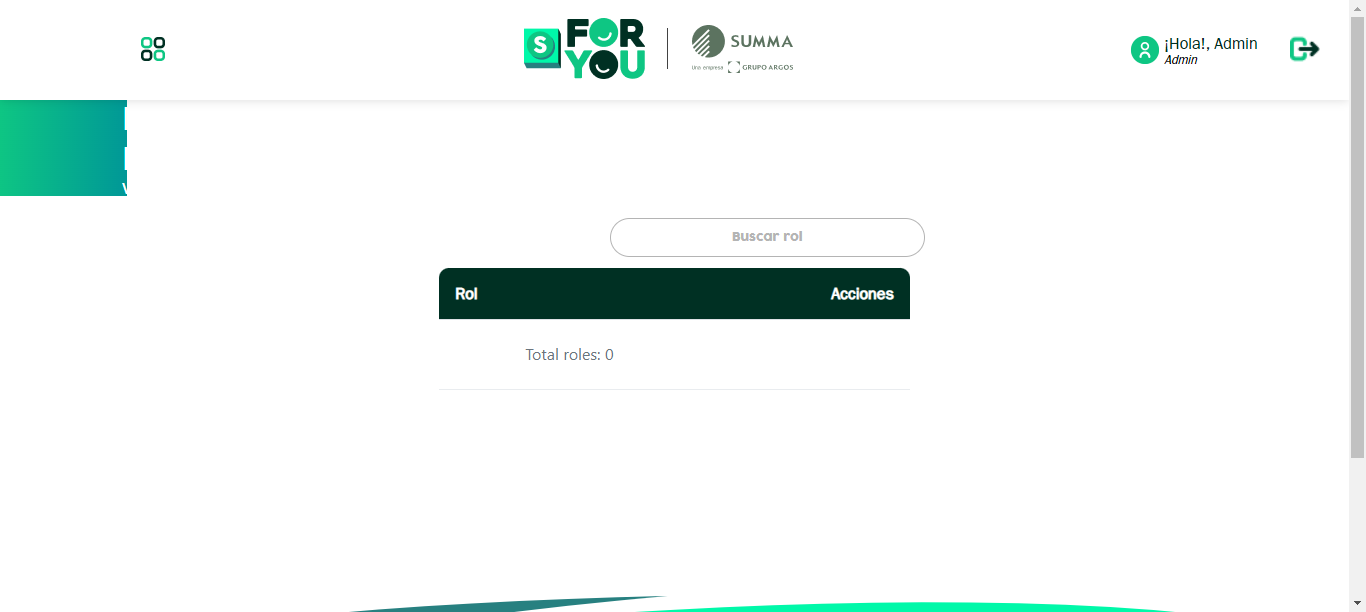 S FOR
YOU
SUMMA
Una empresa GRUPO ARGOS
¡Hola!, Admin
Admin
Buscar rol
Rol Acciones
Total roles: 0